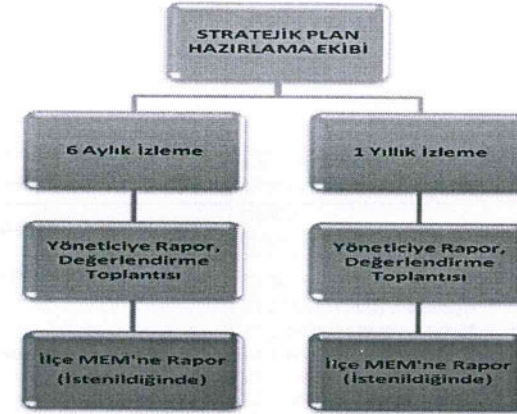 STRATEJİK PLAN
HAZIRLAMA EKİBİ
6 Aylık İzleme
1 Yıllık İzleme
Yöneticiye Rapor,
Değerlendirme
Toplantısı
Yöneticiye Rapor,
Değerlendirme
Toplantısı
İlçe MEM'ne Rapor
(İstenildiğinde)
İlçe MEM'ne Rapor
(İstenildiğinde)